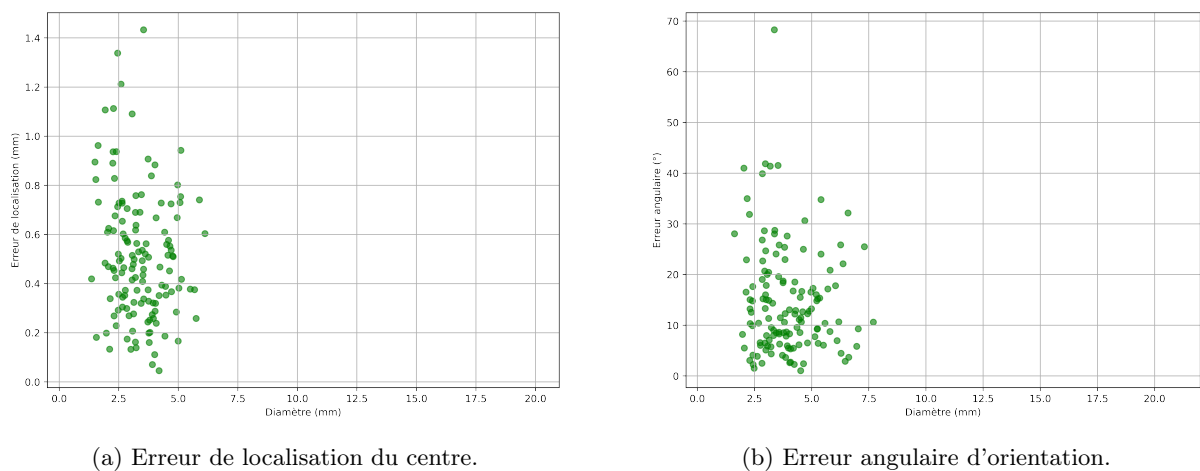 1.4
1.2
1.0
0.8
0.6
0.4
0.2
0.0
Erreur de localisation (mm)
0.0 2.5 5.0 7.5 10.0 12.5 15.0 17.5 20.0
Diamètre (mm)
(a) Erreur de localisation du centre.
70
60
50
40
30
20
10
0
Erreur angulaire (°)
0.0 2.5 5.0 7.5 10.0 12.5 15.0 17.5 20.0
Diamètre (mm)
(b) Erreur angulaire d'orientation.